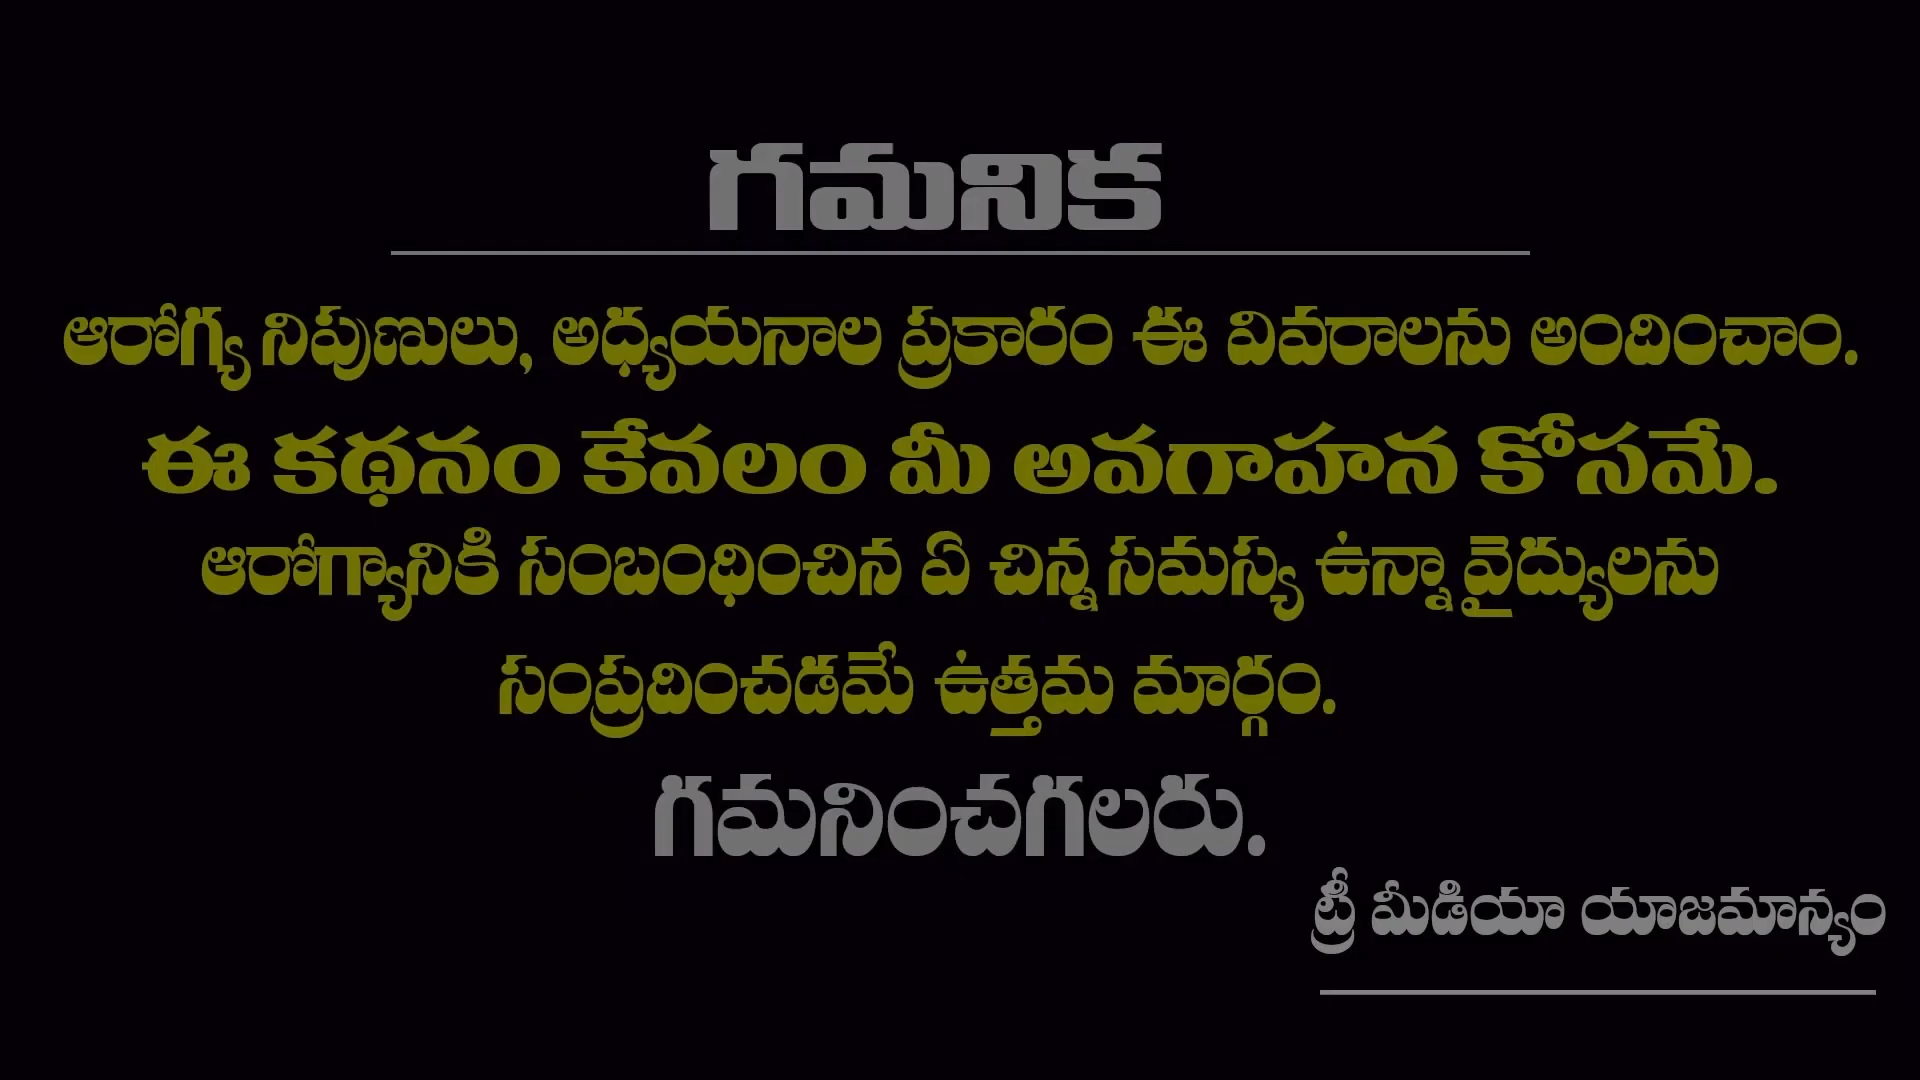 గమనిక
ఆరోగ్య నిపుణులు, అధ్యయనాల ప్రకారం ఈ వివరాలను అందించాం.
ఈ కథనం కేవలం మీ అవగాహన కోసమే.
ఆరోగ్యానికి సంబంధించిన ఏ చిన్న సమస్య ఉన్నా వైద్యులను
సంప్రదించడమే ఉత్తమ మార్గం.
గమనించగలరు.
ట్రీ మీడియా యాజమాన్యం